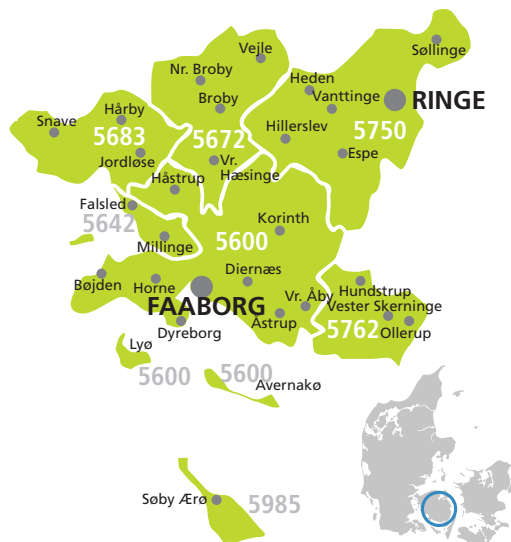 Søllinge
Vejle
Nr. Broby
Heden
Broby
Vanttinge
RINGE
Hårby
Snave
5683
5672
Hillerslev
5750
Jordløse
Vr.
Hæsinge
Espe
Håstrup
Falsled
5642
Korinth
Millinge
5600
Bøjden
Horne
Diernæs
Hundstrup
FAABORG
Vr. Åby
Vester Skerninge
Åstrup
5762
Ollerup
Dyreborg
Lyø
5600
5600
Avernakø
Søby Ærø
5985